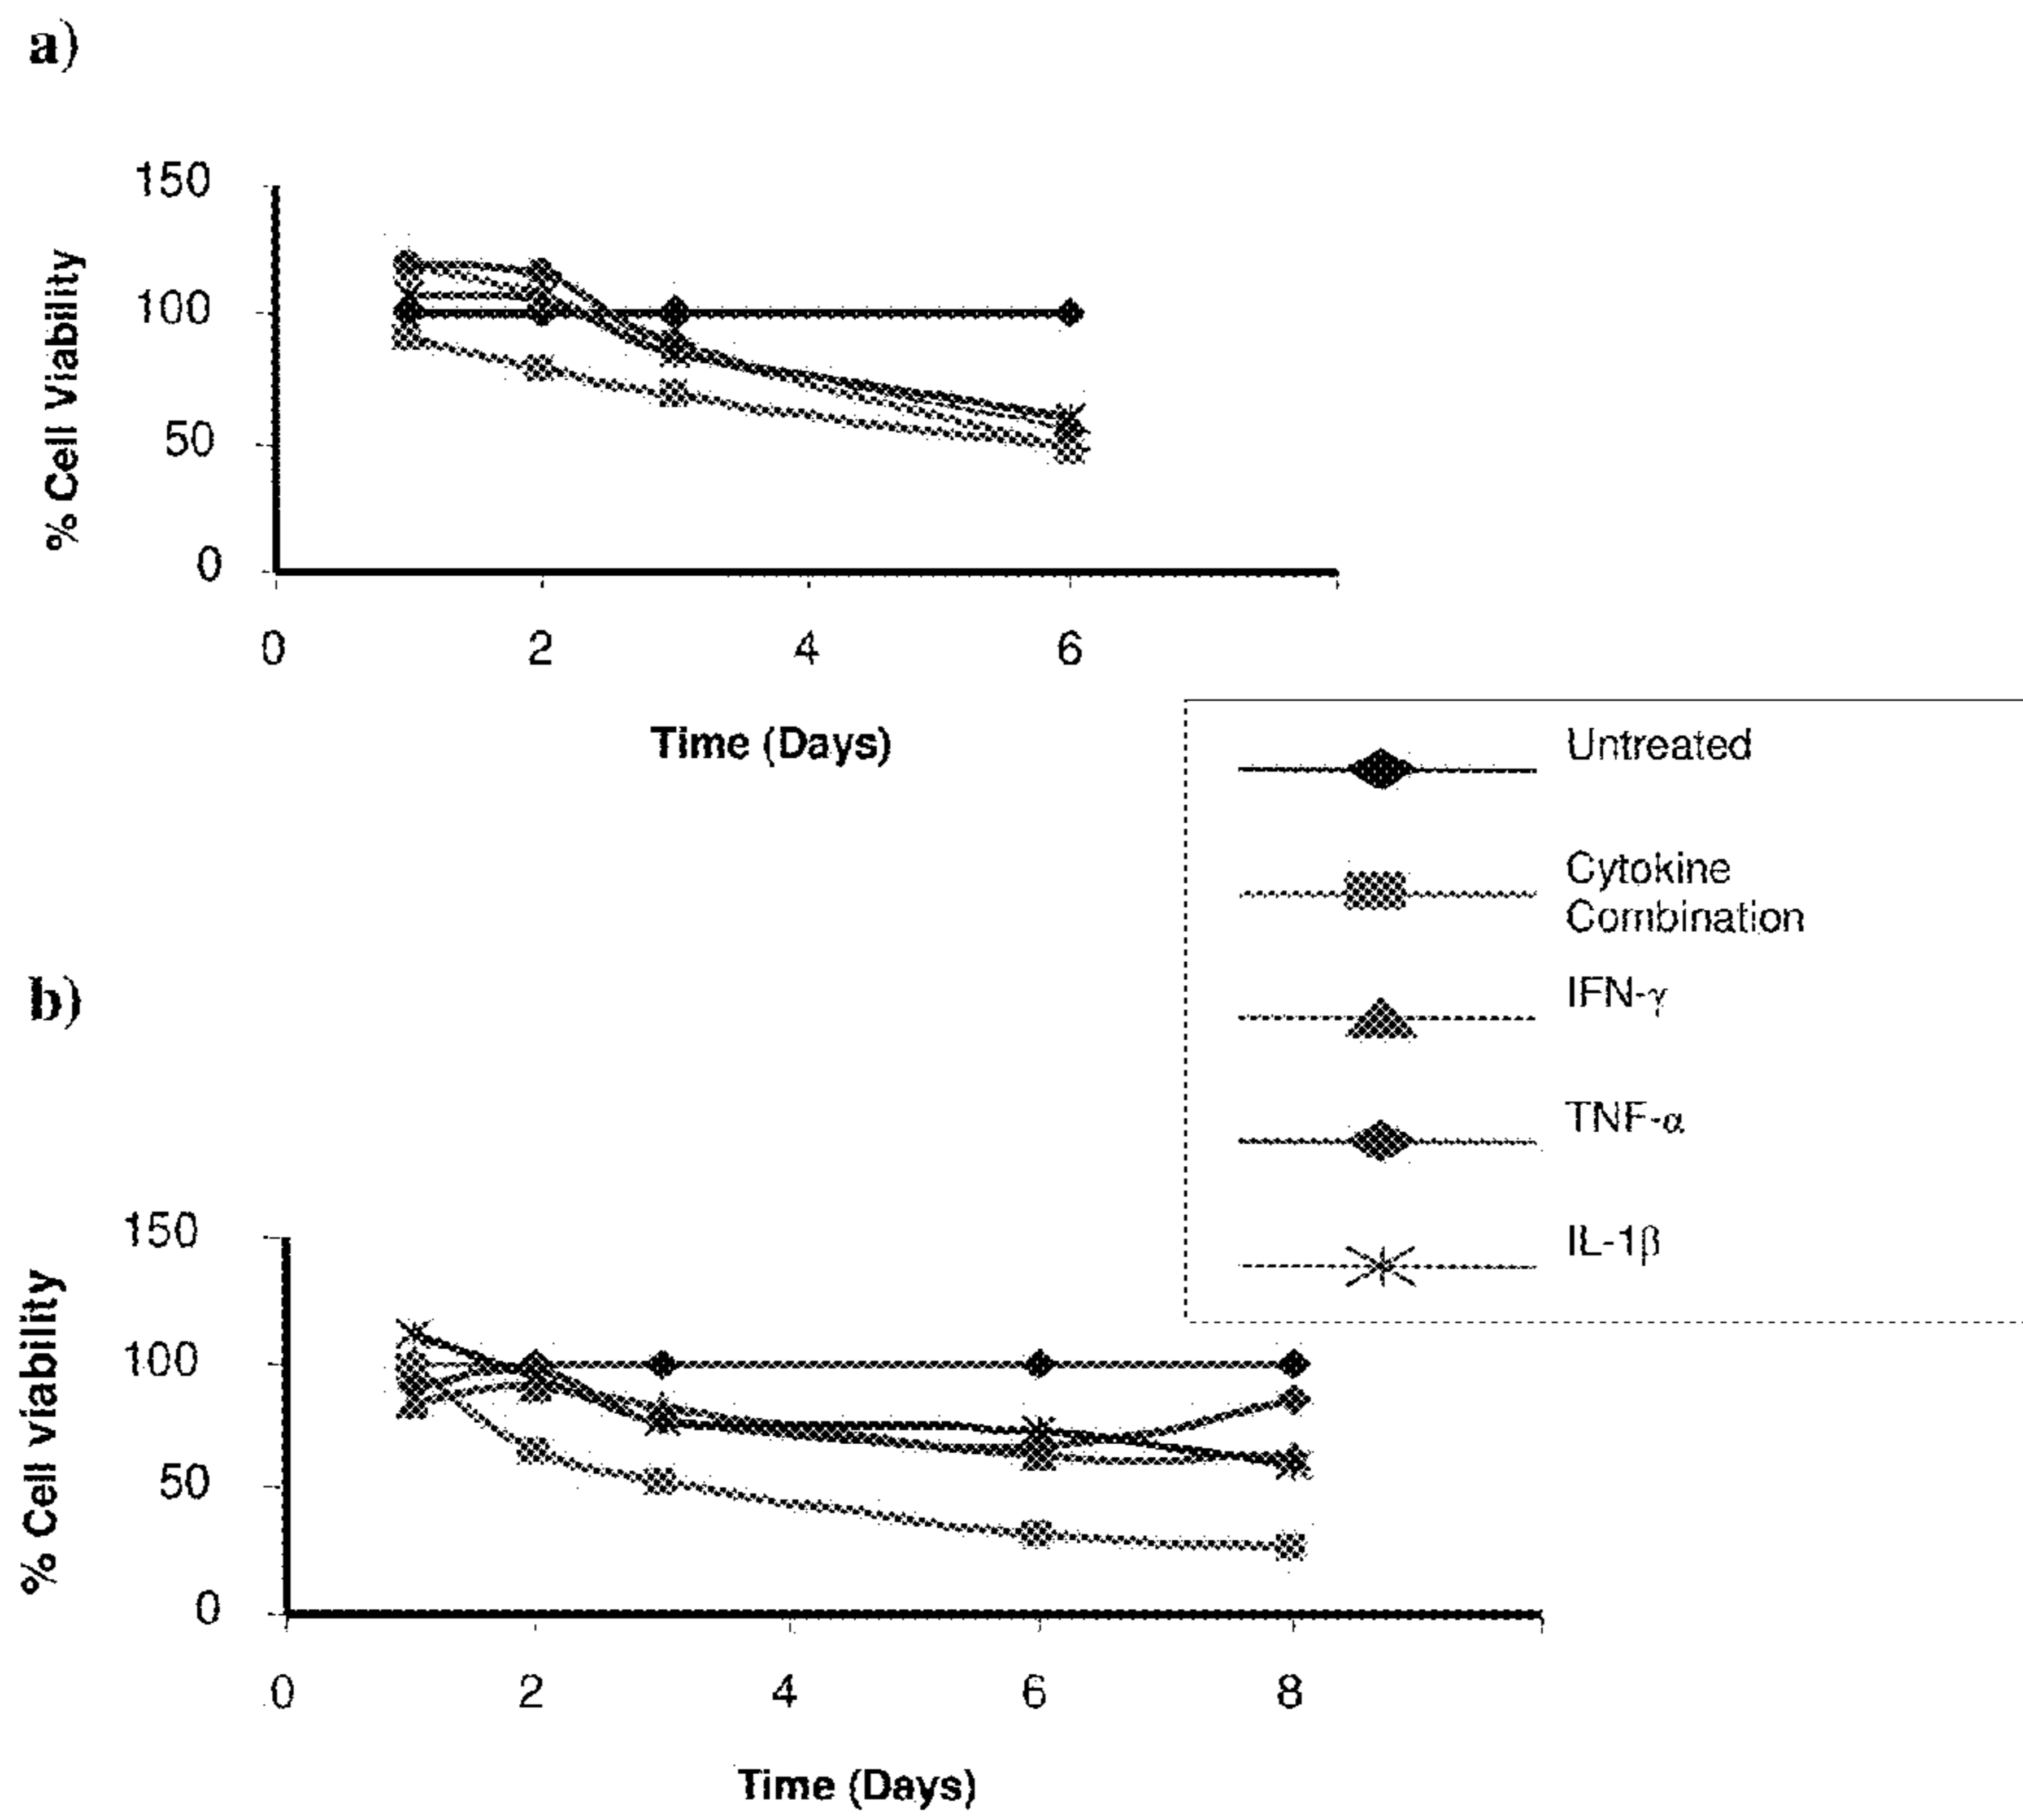 a)
150
100
50
0
% Cell Viability
0 2 4 6
Time (Days)
Untreated
Cytokine
Combination
IFN-γ
TNF-α
IL-1β
b)
150
100
50
0
% Cell viability
0 2 4 6 8
Time (Days)